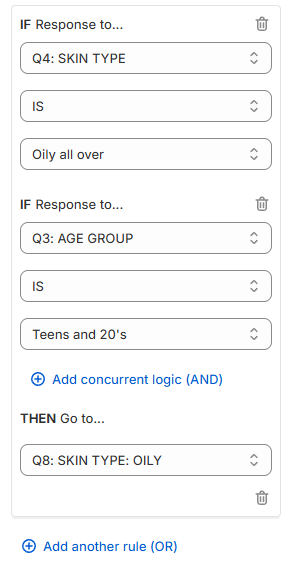 IF Response to...
Q4: SKIN TYPE
IS
Oily all over
IF Response to...
Q3: AGE GROUP
IS
Teens and 20's
Add concurrent logic (AND)
THEN Go to...
Q8: SKIN TYPE: OILY
Add another rule (OR)